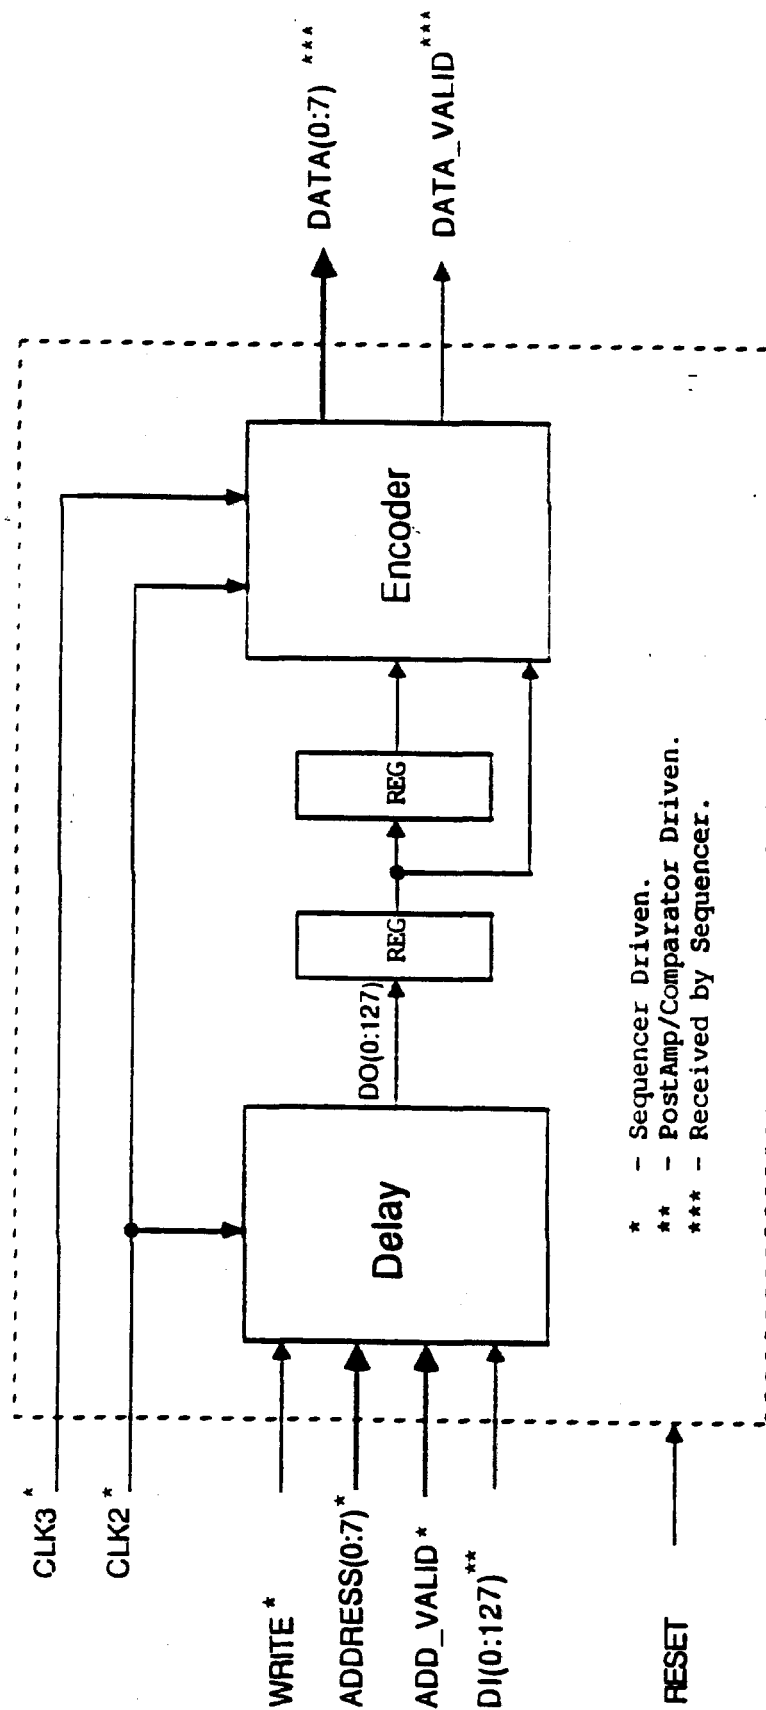 CLK3 *
CLK2 *
WRITE *
ADDRESS(0:7) *
ADD_VALID *
DI(0:127) **
RESET
Delay
DO(0:127)
REG
REG
Encoder
DATA(0:7) ***
DATA_VALID ***
* - Sequencer Driven.
** - PostAmp/Comparator Driven.
*** - Received by Sequencer.